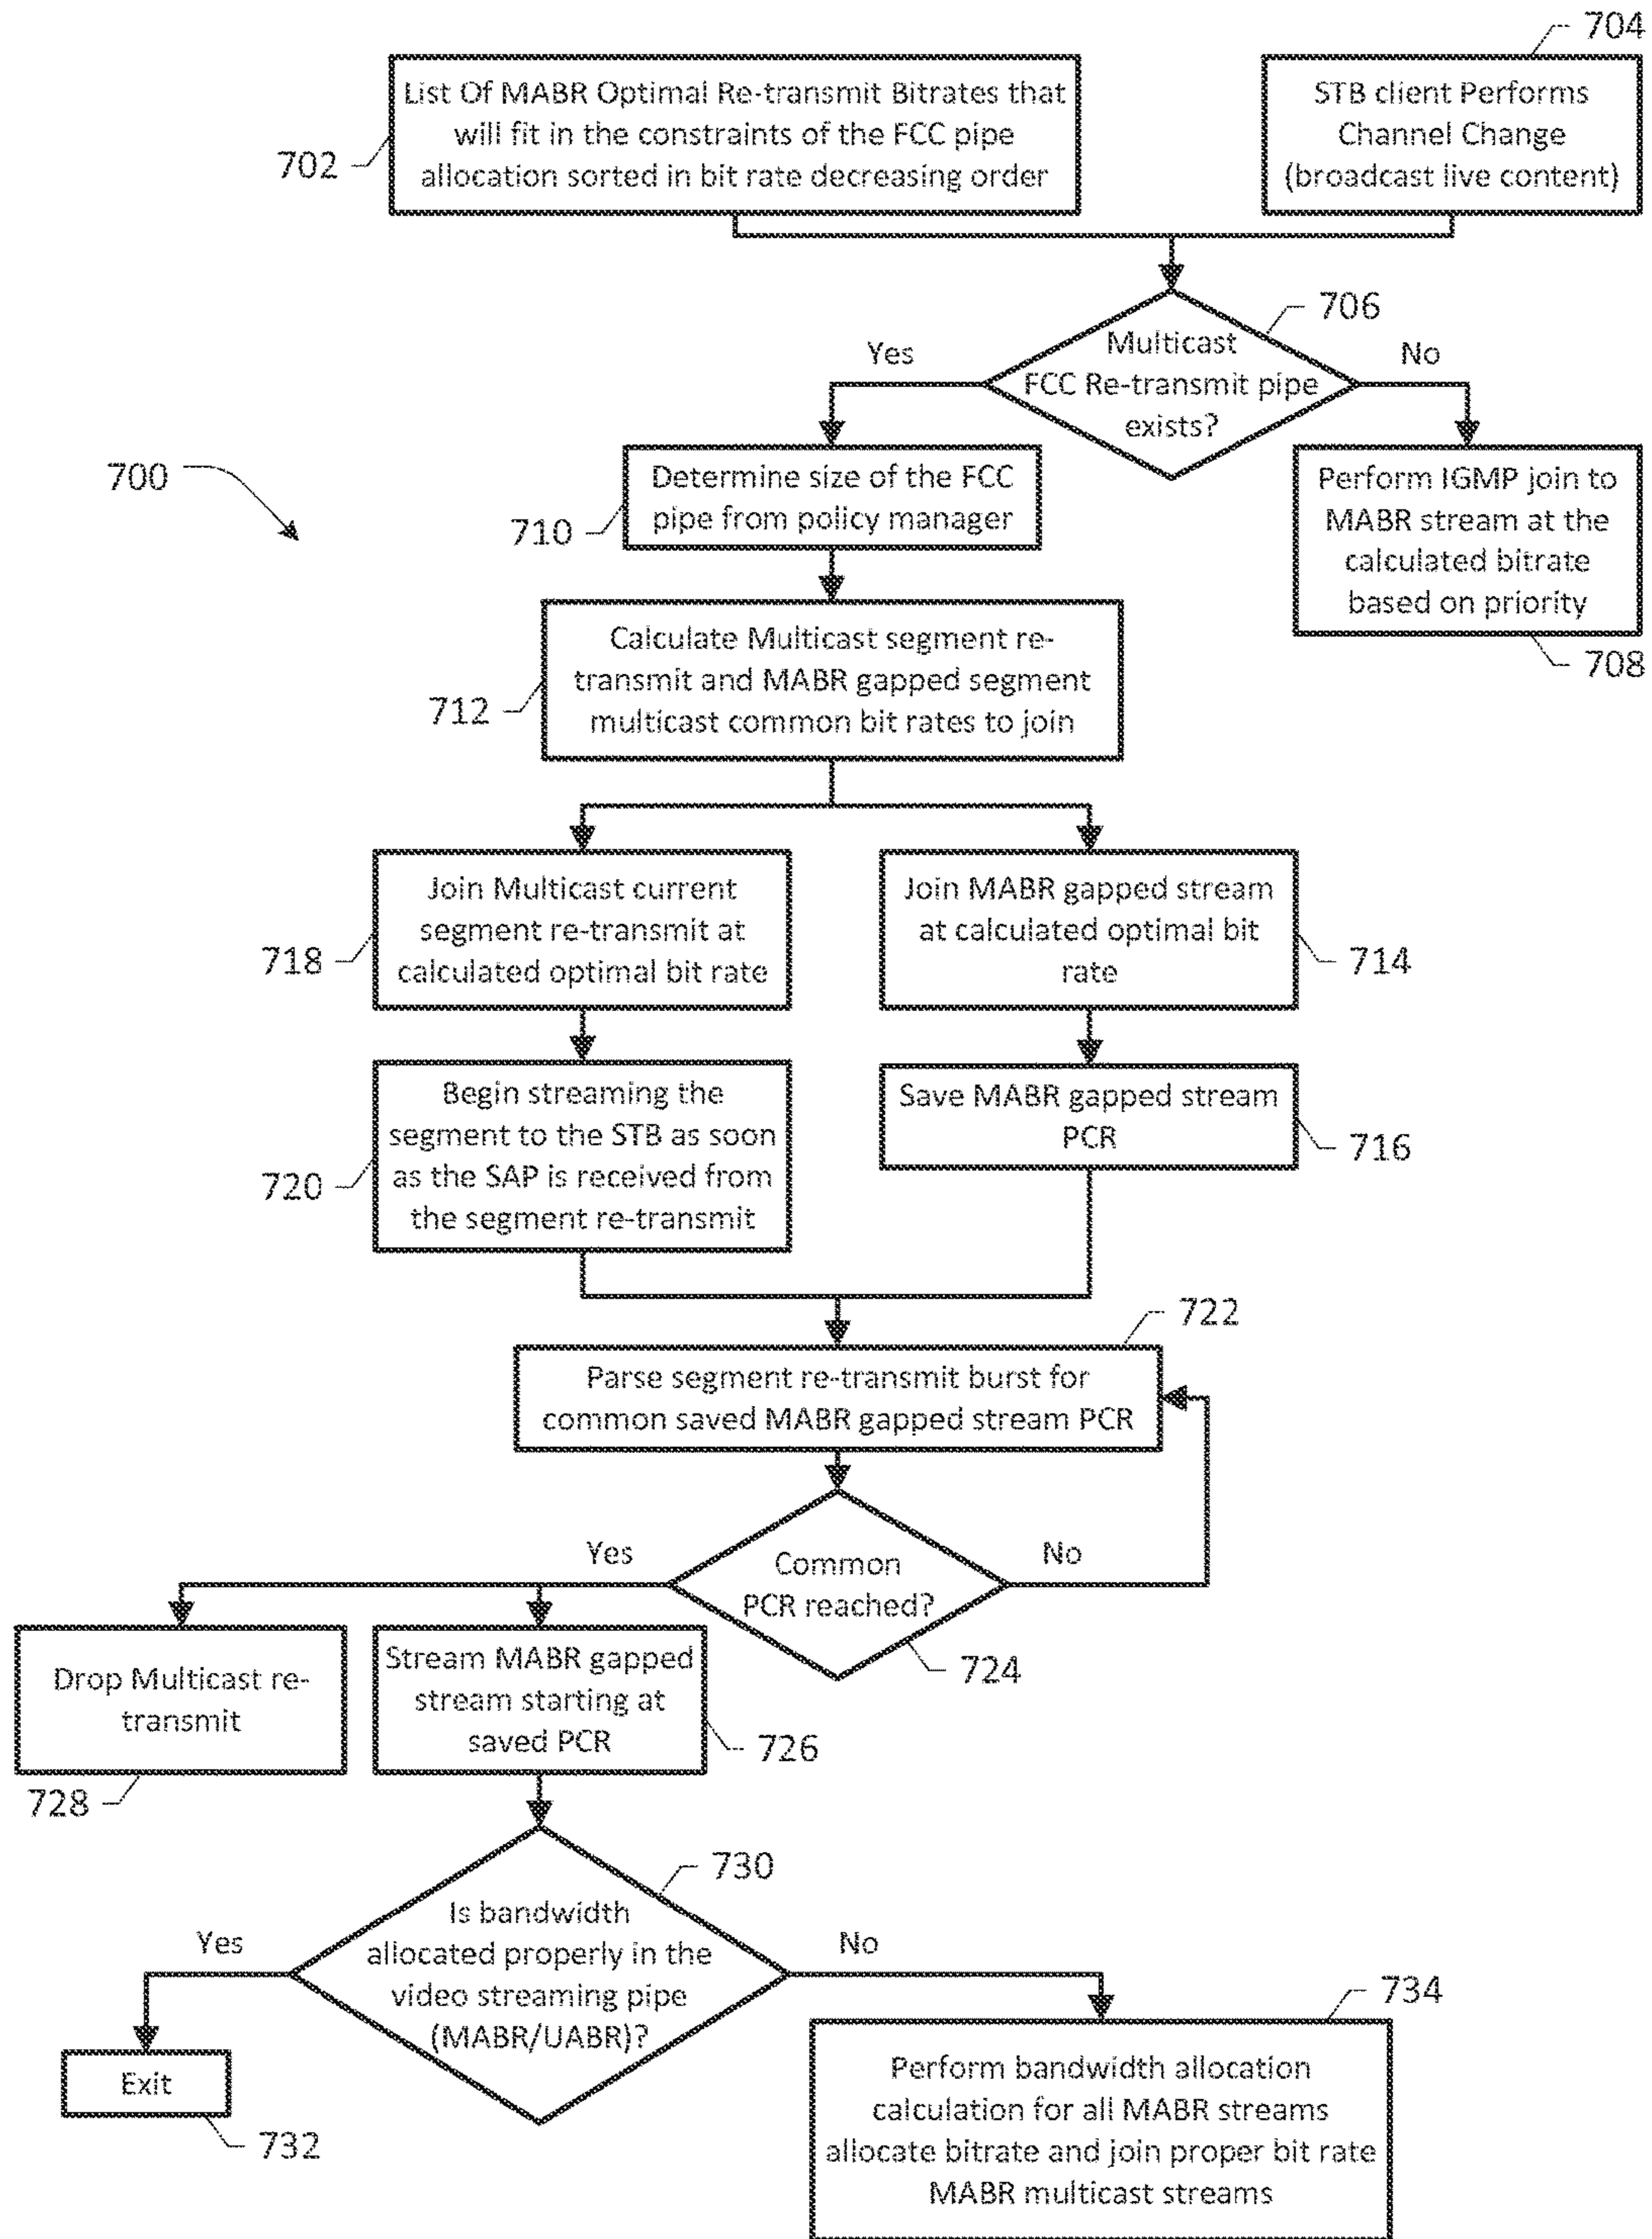 704
List Of MABR Optimal Re-transmit Bitrates that
will fit in the constraints of the FCC pipe
allocation sorted in bit rate decreasing order
702
STB client Performs
Channel Change
(broadcast live content)
706
Multicast
FCC Re-transmit pipe
exists?
Yes
No
700
Determine size of the FCC
pipe from policy manager
710
Perform IGMP join to
MABR stream at the
calculated bitrate
based on priority
708
Calculate Multicast segment re-
transmit and MABR gapped segment
multicast common bit rates to join
712
Join Multicast current
segment re-transmit at
calculated optimal bit rate
718
Join MABR gapped stream
at calculated optimal bit
rate
714
Begin streaming the
segment to the STB as soon
as the SAP is received from
the segment re-transmit
720
Save MABR gapped stream
PCR
716
722
Parse segment re-transmit burst for
common saved MABR gapped stream PCR
Yes
Common
PCR reached?
No
724
Drop Multicast re-
transmit
728
Stream MABR gapped
stream starting at
saved PCR
726
730
Is bandwidth
allocated properly in the
video streaming pipe
(MABR/UABR)?
Yes
No
Exit
732
734
Perform bandwidth allocation
calculation for all MABR streams
allocate bitrate and join proper bit rate
MABR multicast streams